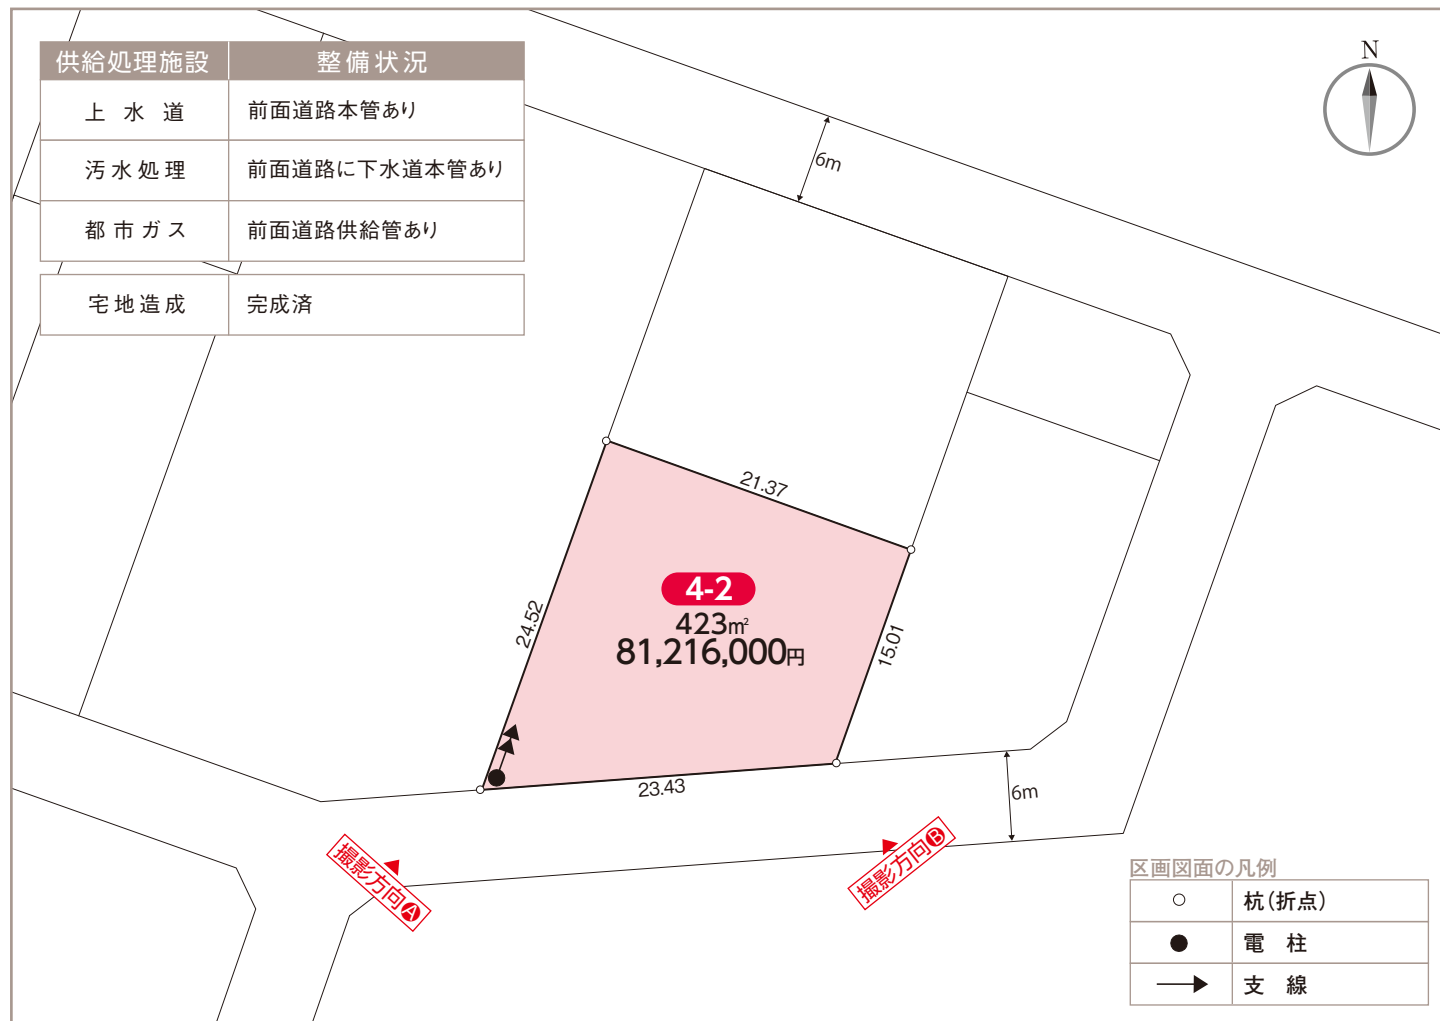 供給処理施設 整備状況
上水道 前面道路本管あり
汚水処理 前面道路に下水道本管あり
都市ガス 前面道路供給管あり
宅地造成 完成済
N
6m
21.37
24.52
4-2
423㎡
81,216,000円
15.01
23.43
6m
撮影方向A
撮影方向B
区画図面の凡例
杭(折点)
電柱
支線